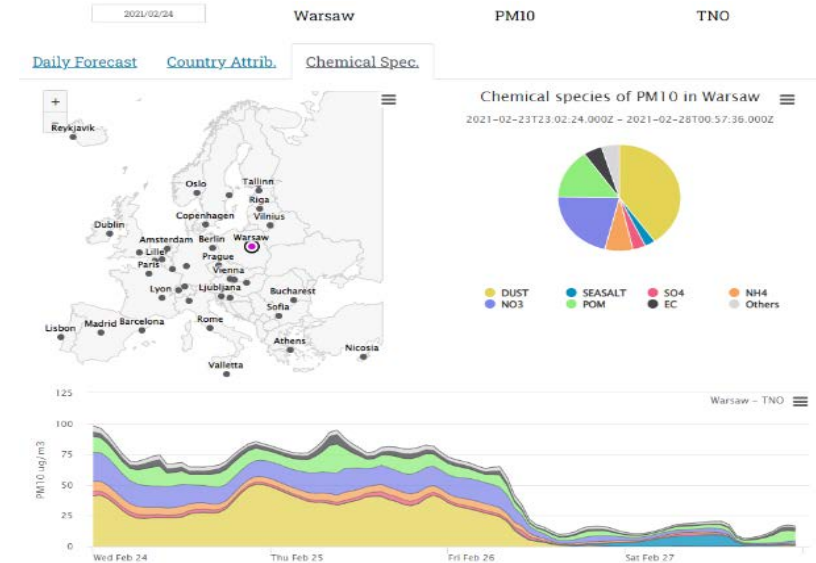 2021/02/24 Warsaw PM10 TNO
Daily Forecast Country Attrib. Chemical Spec.
+
Reykjavik
Oslo
Tallinn
Riga
Copenhagen
Vilnius
Dublin
Amsterdam
Berlin
Warsaw
Lille
Prague
Paris
Vienna
Lyon
Ljubljana
Bucharest
Sofia
Lisbon
Madrid
Barcelona
Rome
Athens
Nicosia
Valletta
Chemical species of PM10 in Warsaw
2021-02-23T23:02:24.000Z - 2021-02-28T00:57:36.000Z
DUST SEASALT SO4 NH4
NO3 POM EC Others
Warsaw - TNO
PM10 ug/m3
125
100
75
50
25
0
Wed Feb 24 Thu Feb 25 Fri Feb 26 Sat Feb 27